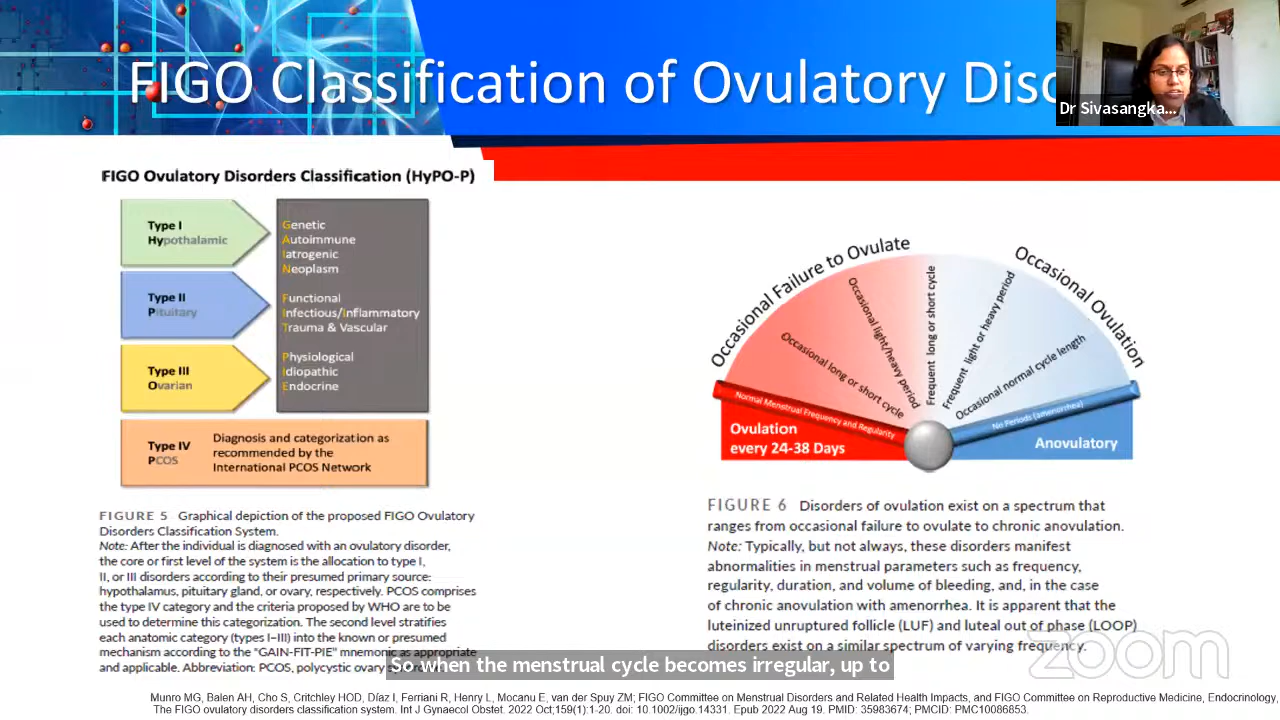 FIGO Classification of Ovulatory Diso
Dr Sivasangka...
FIGO Ovulatory Disorders Classification (HyPO-P)
Type I
Hypothalamic
Type II
Pituitary
Type III
Ovarian
Genetic
Autoimmune
Iatrogenic
Neoplasm
Functional
Infectious/Inflammatory
Trauma & Vascular
Physiological
Idiopathic
Endocrine
Type IV
PCOS
Diagnosis and categorization as
recommended by the
International PCOS Network
FIGURE 5 Graphical depiction of the proposed FIGO Ovulatory
Disorders Classification System.
Note: After the individual is diagnosed with an ovulatory disorder,
the core or first level of the system is the allocation to type I,
II, or III disorders according to their presumed primary source:
hypothalamus, pituitary gland, or ovary, respectively. PCOS comprises
the type IV category and the criteria proposed by WHO are to be
used to determine this categorization. The second level stratifies
each anatomic category (types I–III) into the known or presumed
mechanism according to the "GAIN-FIT-PIE" mnemonic as appropriate
and applicable. Abbreviation: PCOS, polycystic ovary
Occasional Failure to Ovulate
Occasional Ovulation
Occasional long or short cycle
Occasional light/heavy period
Frequent long or short cycle
Frequent light or heavy period
Occasional normal cycle length
Normal Menstrual Frequency and Regularity
No Periods (amenorrhea)
Ovulation
every 24-38 Days
Anovulatory
FIGURE 6 Disorders of ovulation exist on a spectrum that
ranges from occasional failure to ovulate to chronic anovulation.
Note: Typically, but not always, these disorders manifest
abnormalities in menstrual parameters such as frequency,
regularity, duration, and volume of bleeding, and, in the case
of chronic anovulation with amenorrhea. It is apparent that the
luteinized unruptured follicle (LUF) and luteal out of phase (LOOP)
disorders exist on a similar spectrum of varying frequency.
zoom
So when the menstrual cycle becomes irregular, up to
Munro MG, Balen AH, Cho S, Critchley HOD, Díaz I, Ferriani R, Henry L, Mocanu E, van der Spuy ZM; FIGO Committee on Menstrual Disorders and Related Health Impacts, and FIGO Committee on Reproductive Medicine, Endocrinology,
The FIGO ovulatory disorders classification system. Int J Gynaecol Obstet. 2022 Oct;159(1):1-20. doi: 10.1002/ijgo.14331. Epub 2022 Aug 19. PMID: 35983674; PMCID: PMC10086853.